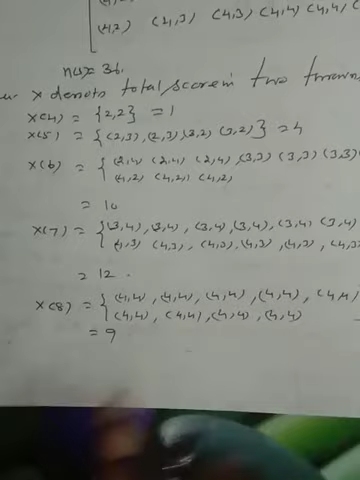 (4,2) (4,3) (4,3) (4,4) (4,4)
n(s)= 36.
X denots total score in two thrown
X(4) = {2,2} = 1
X(5) = {(2,3),(2,3)(3,2) (3,2)} = 4
X(6) = {(2,4) (2,4) (2,4),(3,3) (3,3)(3,3)
(4,2) (4,2) (4,2)
= 10
X(7) = {(3,4),(3,4), (3,4), (3,4), (3,4) (3,4)
(4,3) (4,3), (4,3), (4,3), (4,3), (4,3)
= 12.
X(8) = {(4,4), (4,4), (4,4), (4,4), (4,4)
(4,4), (4,4), (4,4), (4,4)
= 9